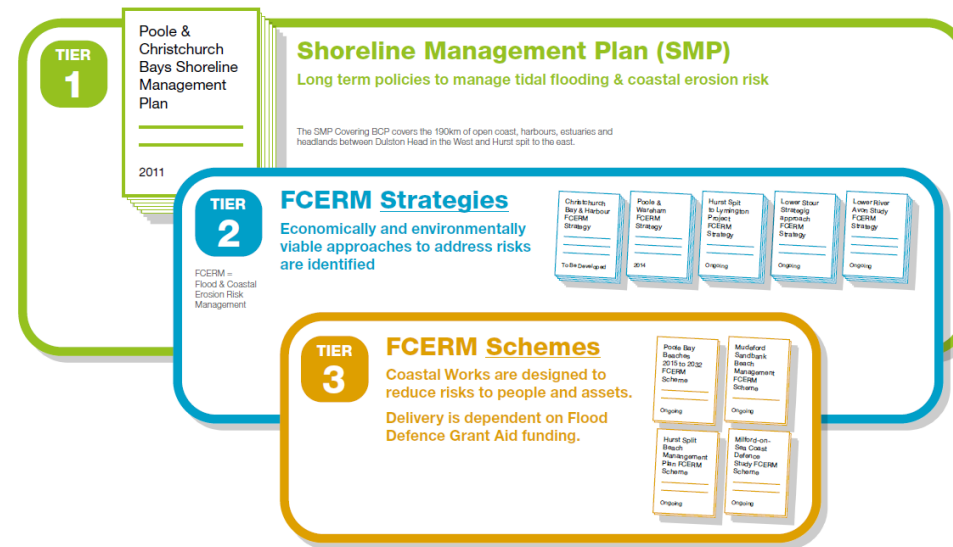 TIER
1
Poole &
Christchurch
Bays Shoreline
Management
Plan
2011
Shoreline Management Plan (SMP)
Long term policies to manage tidal flooding & coastal erosion risk
The SMP Covering BCP covers the 190km of open coast, harbours, estuaries and
headlands between Dulston Head in the West and Hurst spit to the east.
TIER
2
FCERM =
Flood & Coastal
Erosion Risk
Management
FCERM Strategies
Economically and environmentally
viable approaches to address risks
are identified
Christchurch
Bay & Harbour
FCERM
Strategy
To Be Developed
Poole &
Wareham
FCERM
Strategy
2014
Hurst Spit
to Lymington
Project
FCERM
Strategy
Ongoing
Lower Stour
Strategig
approach
FCERM
Strategy
Ongoing
Lower River
Avon Study
FCERM
Strategy
Ongoing
TIER
3
FCERM Schemes
Coastal Works are designed to
reduce risks to people and assets.
Delivery is dependent on Flood
Defence Grant Aid funding.
Poole Bay
Beaches
2015 to 2032
FCERM
Scheme
Ongoing
Mudeford
Sandbank
Beach
Management
FCERM
Scheme
Ongoing
Hurst Split
Beach
Manangement
Plan FCERM
Scheme
Ongoing
Milford-on-
Sea Coast
Defence
Study FCERM
Scheme
Ongoing